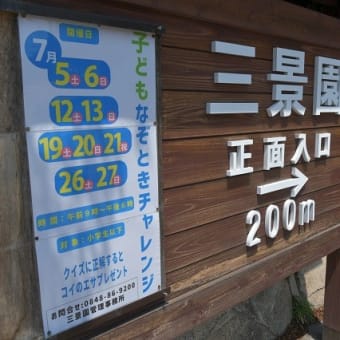 子どもなぞときチャレンジ
開催日
7月
5土6日
12土13日
19土20日21祝
26土27日
時間：午前9時～午後6時
対象：小学生以下
クイズに正解すると
コイのエサプレゼント
お問合せ:0848-86-9200
三景園管理事務所
三景園
正面入口
→
200m